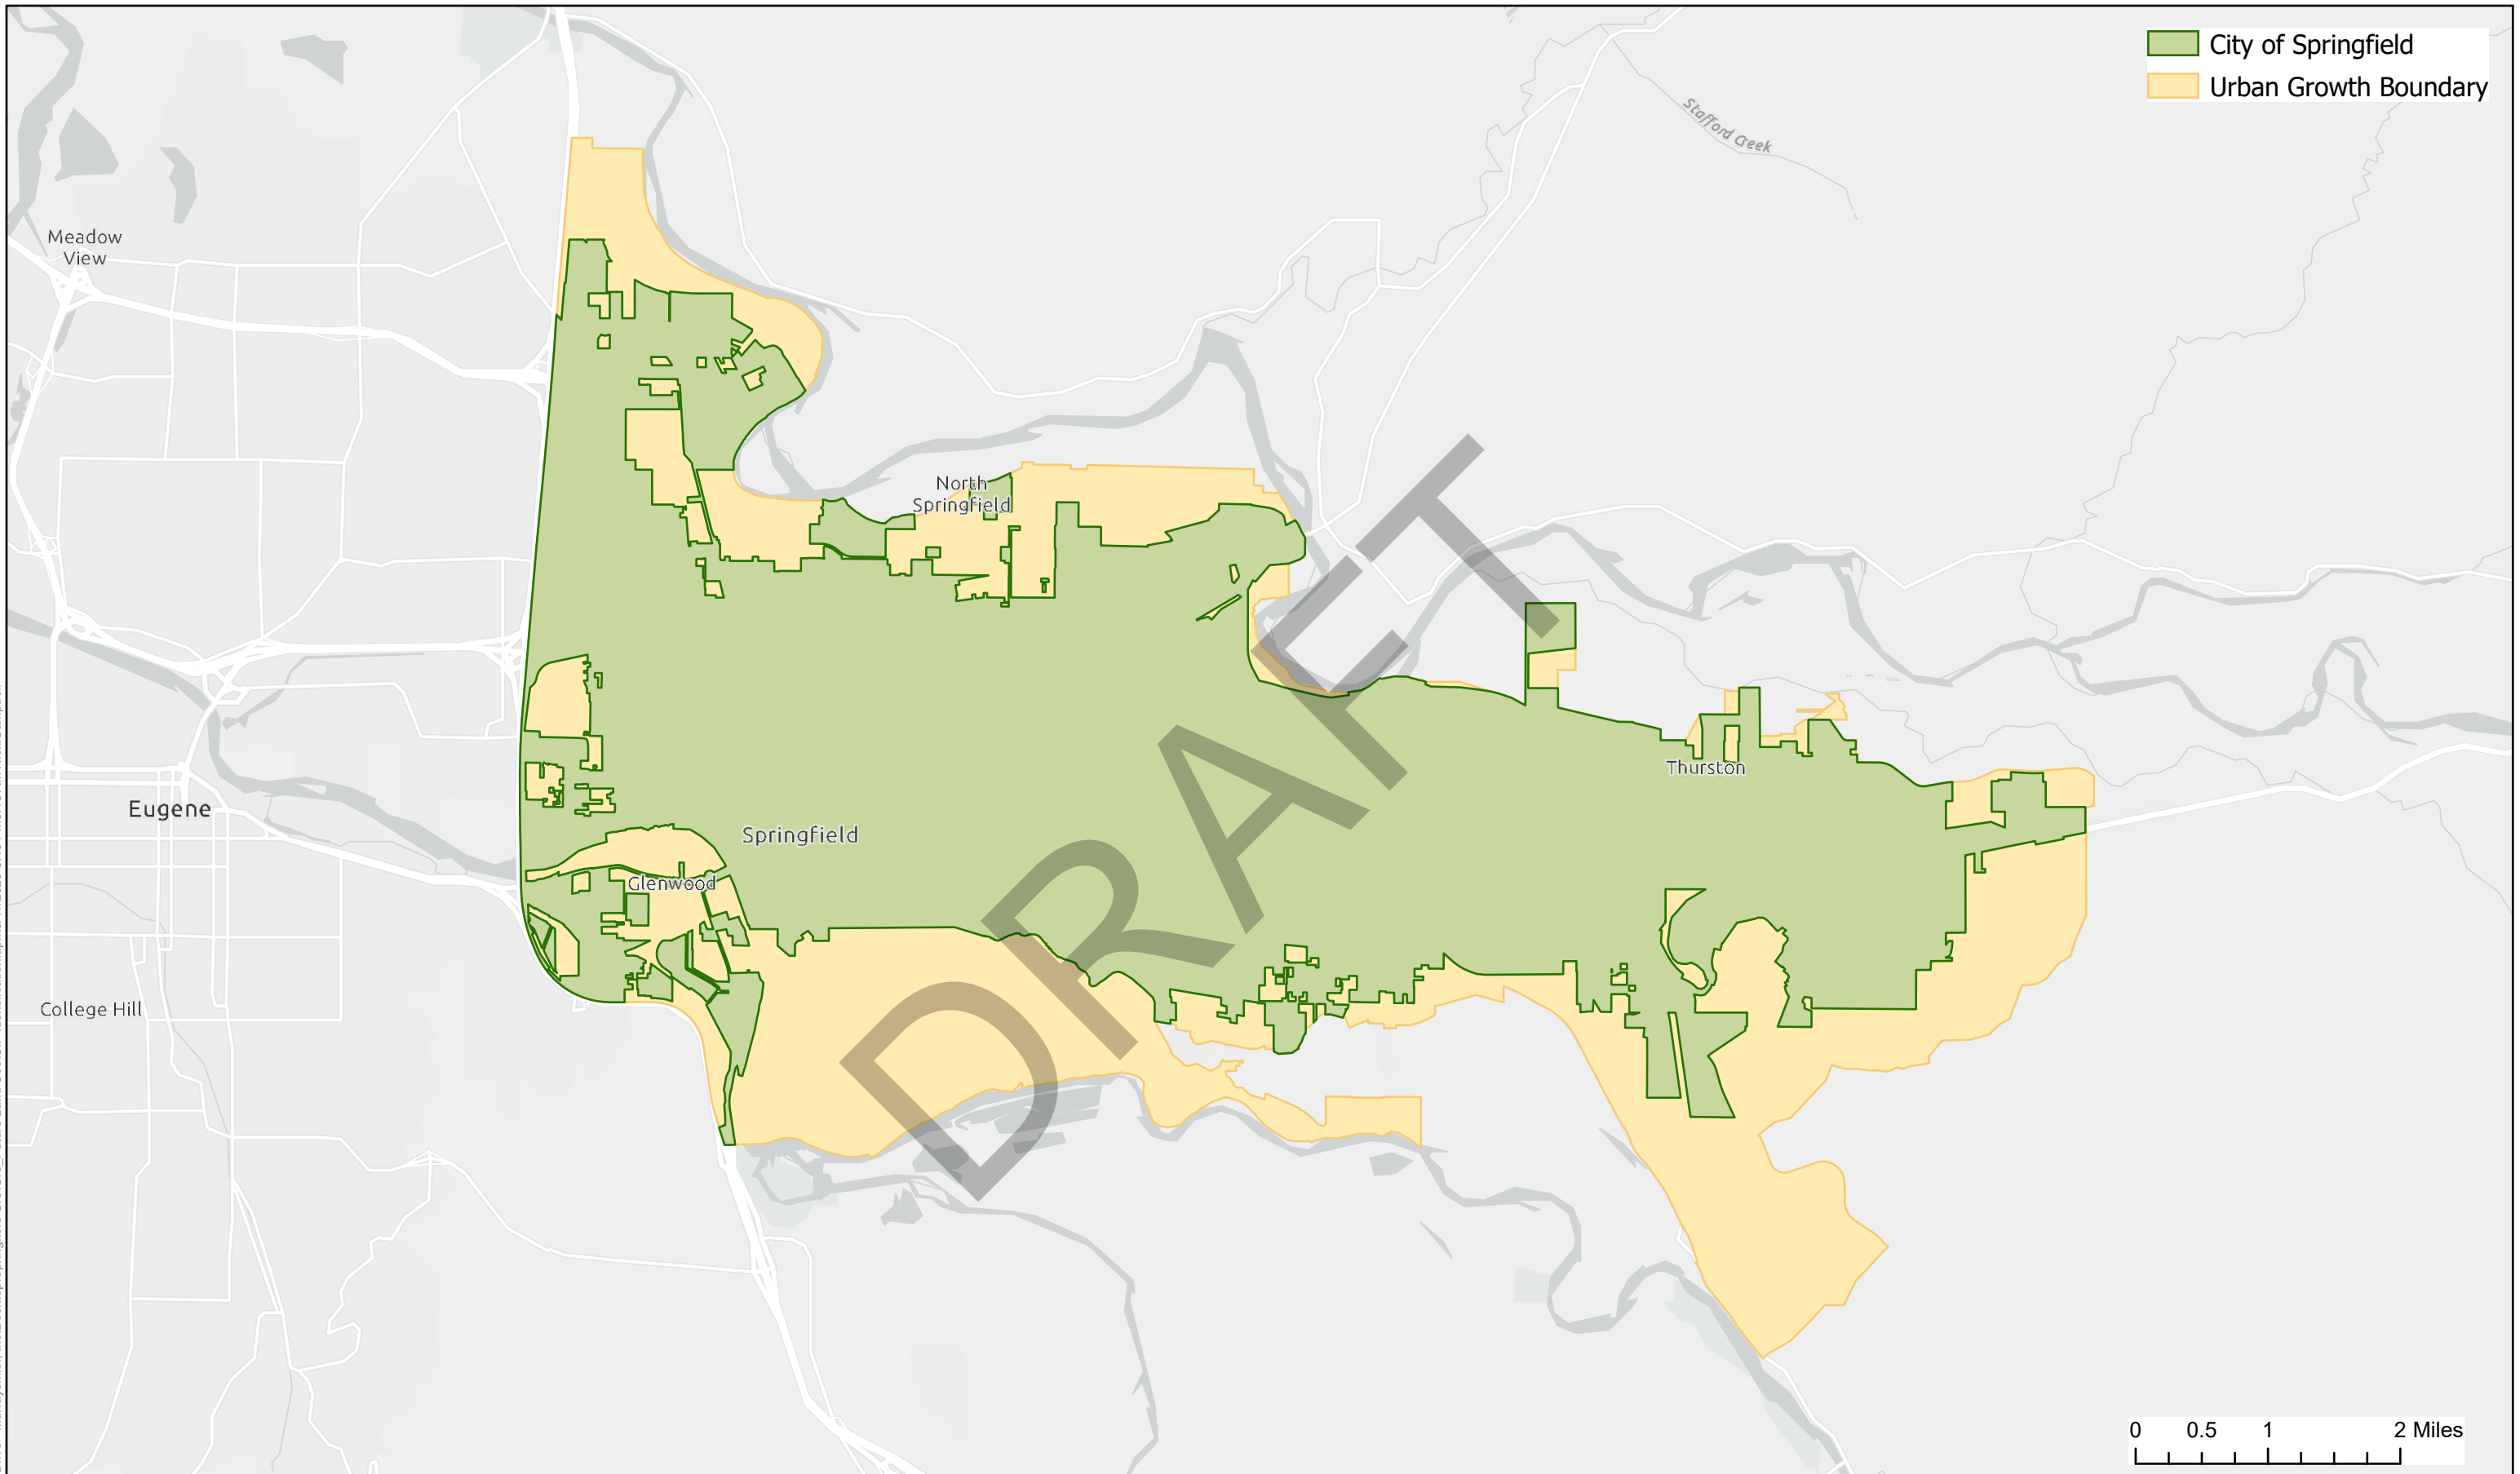 City of Springfield
Urban Growth Boundary
Stafford Creek
Meadow
View
North
Springfield
Thurston
Eugene
Springfield
Glenwood
College Hill
DRAFT
0 0.5 1 2 Miles